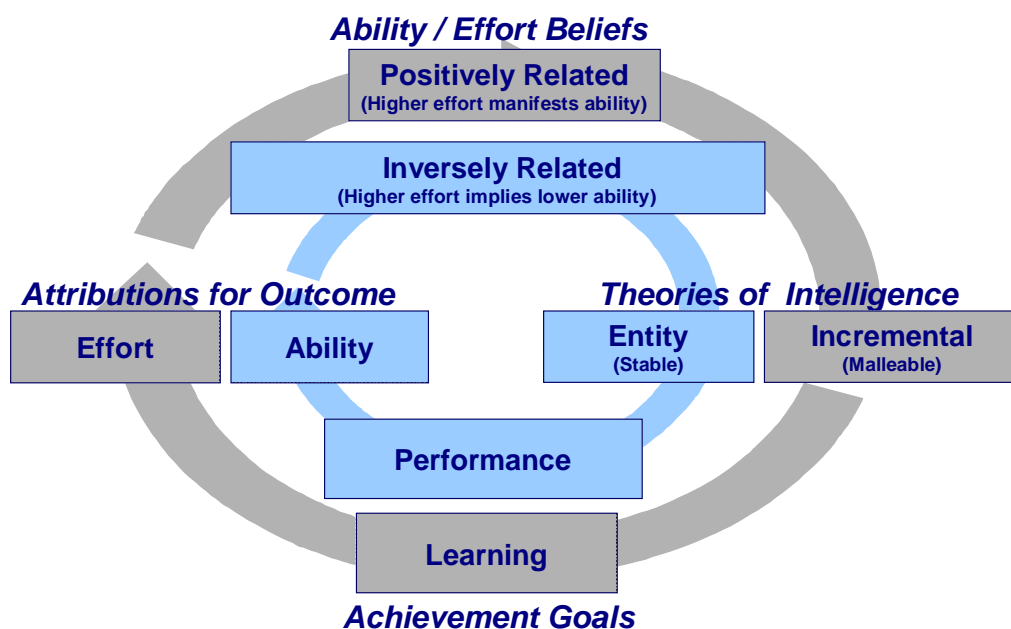 Ability / Effort Beliefs
Positively Related
(Higher effort manifests ability)
Inversely Related
(Higher effort implies lower ability)
Attributions for Outcome
Theories of Intelligence
Effort
Ability
Entity
(Stable)
Incremental
(Malleable)
Performance
Learning
Achievement Goals